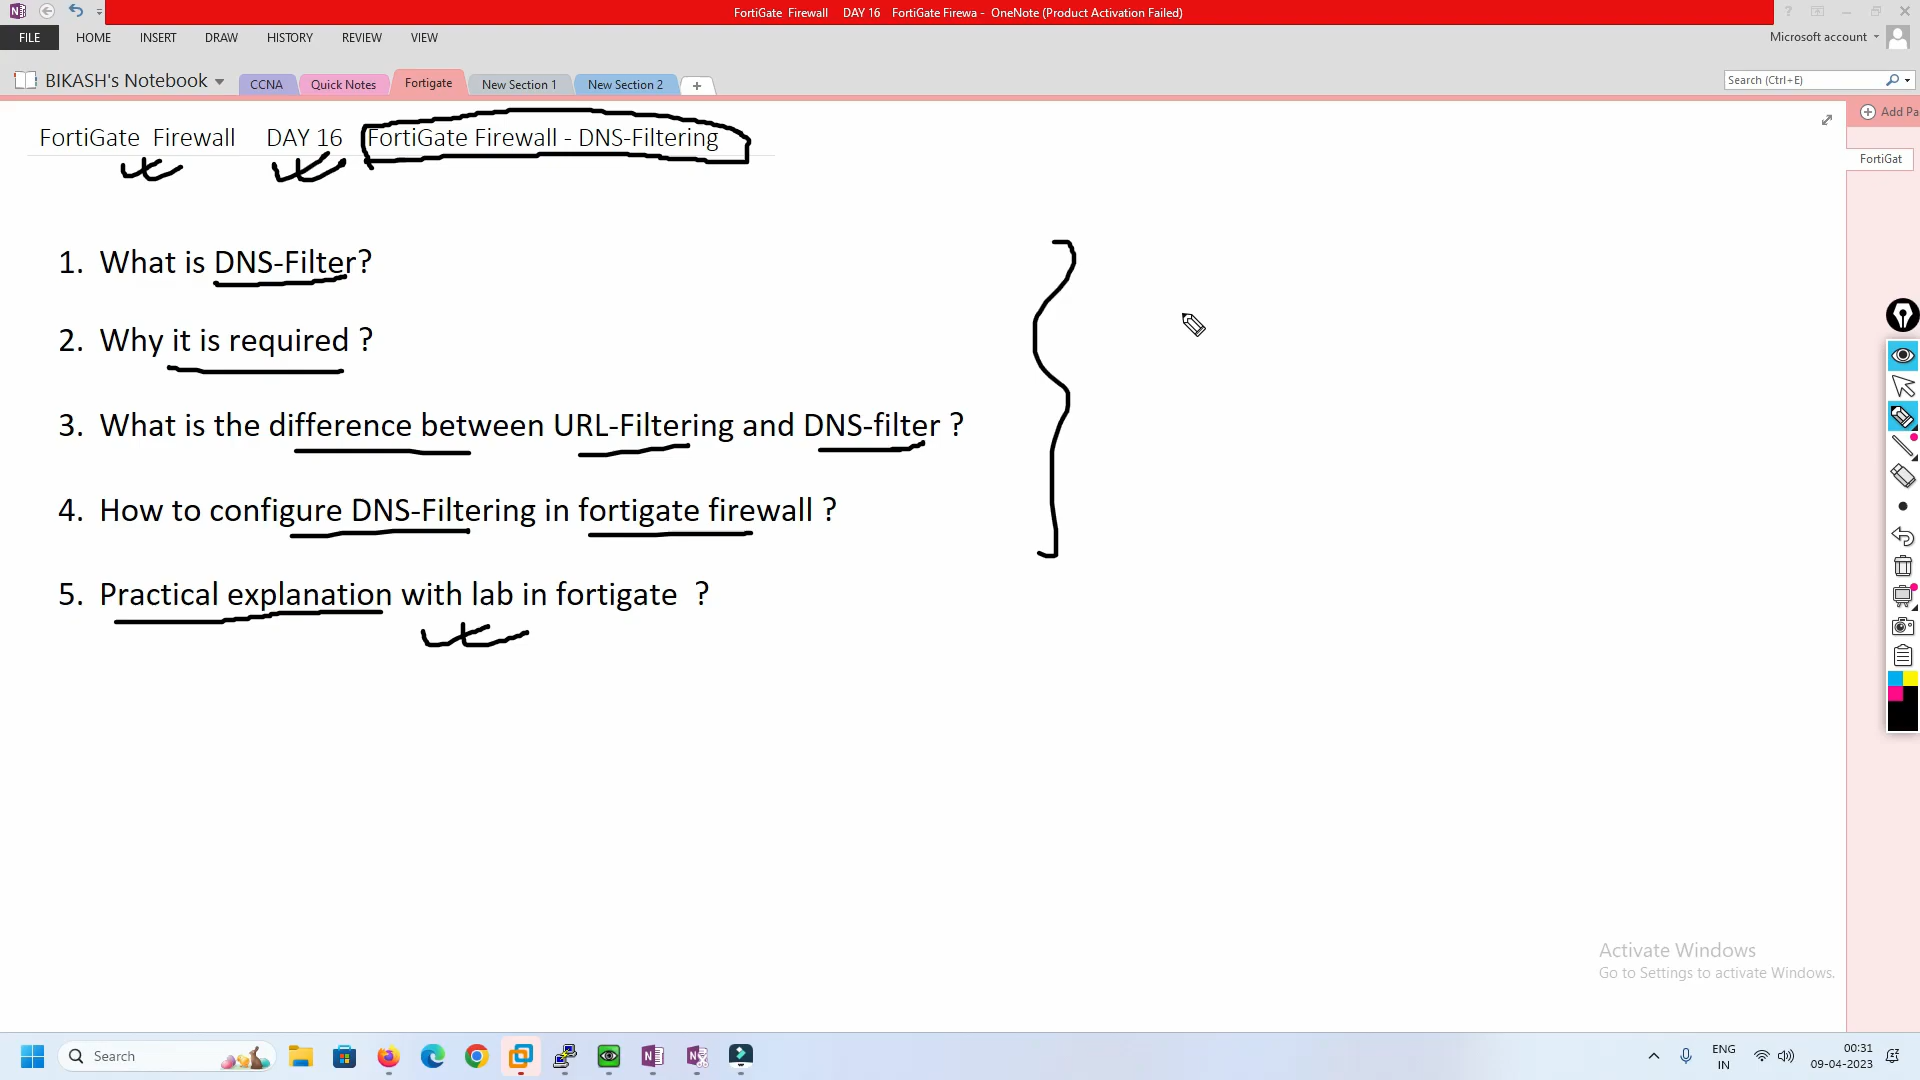 FortiGate Firewall DAY 16 FortiGate Firewa - OneNote (Product Activation Failed)
FILE HOME INSERT DRAW HISTORY REVIEW VIEW
Microsoft account
BIKASH's Notebook CCNA Quick Notes Fortigate New Section 1 New Section 2
Search (Ctrl+E)
Add Pa
FortiGate Firewall DAY 16 FortiGate Firewall - DNS-Filtering
FortiGat
1. What is DNS-Filter?
2. Why it is required ?
3. What is the difference between URL-Filtering and DNS-filter ?
4. How to configure DNS-Filtering in fortigate firewall ?
5. Practical explanation with lab in fortigate ?
Activate Windows
Go to Settings to activate Windows.
Search
ENG
IN
00:31
09-04-2023